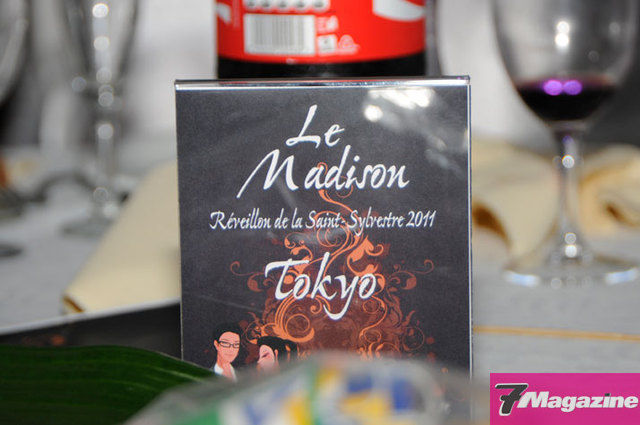 Le
Madison
Réveillon de la Saint-Sylvestre 2011
Tokyo
7Magazine